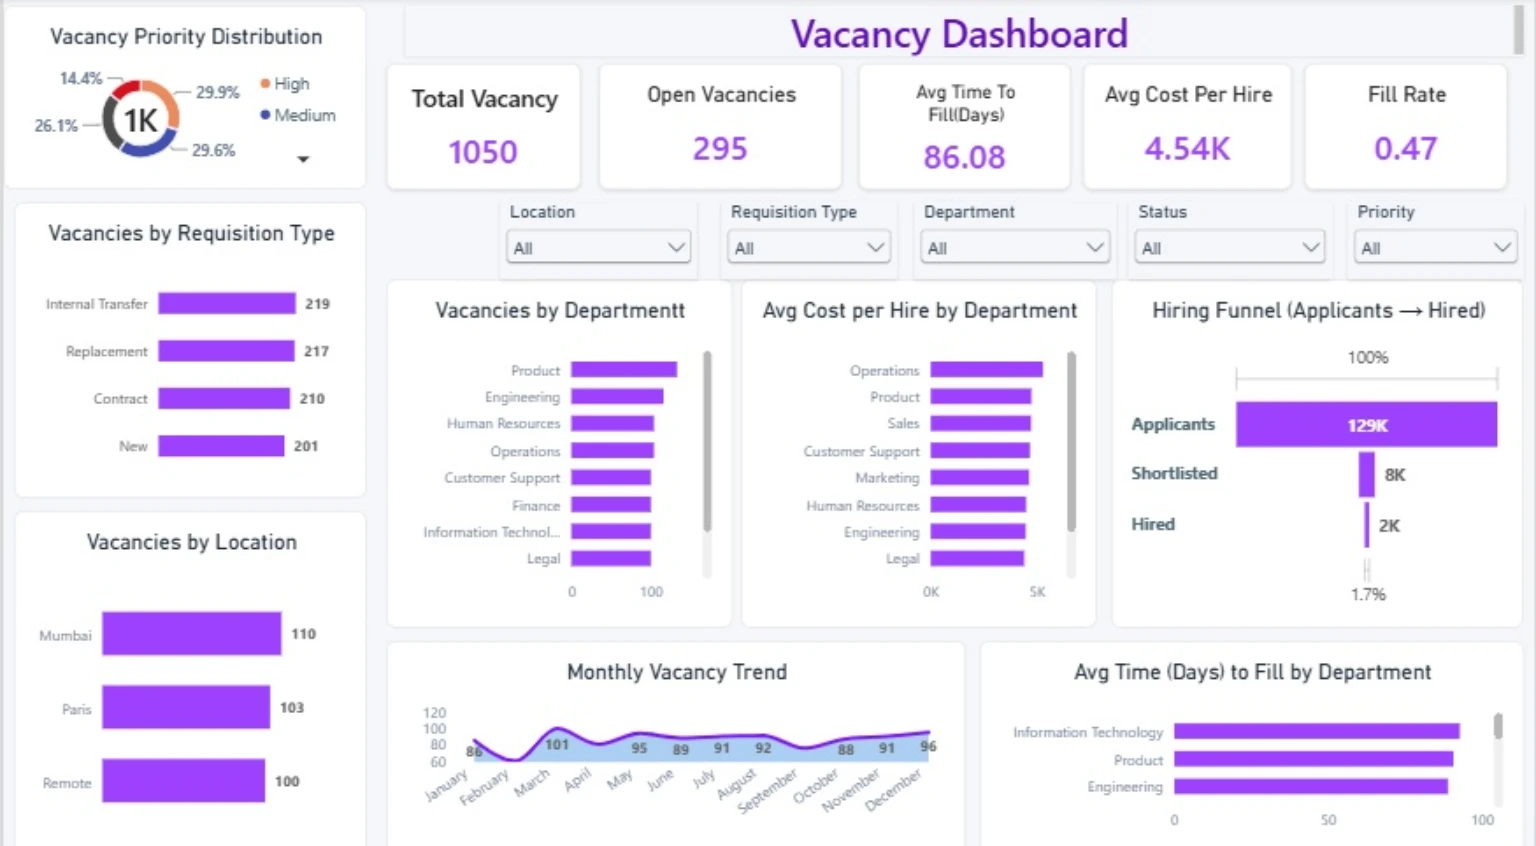 Vacancy Priority Distribution
14.4%
29.9%
26.1%
29.6%
1K
High
Medium
Vacancy Dashboard
Total Vacancy
1050
Open Vacancies
295
Avg Time To
Fill(Days)
86.08
Avg Cost Per Hire
4.54K
Fill Rate
0.47
Location
All
Requisition Type
All
Department
All
Status
All
Priority
All
Vacancies by Requisition Type
Internal Transfer 219
Replacement 217
Contract 210
New 201
Vacancies by Departmentt
Product
Engineering
Human Resources
Operations
Customer Support
Finance
Information Technol...
Legal
0 100
Avg Cost per Hire by Department
Operations
Product
Sales
Customer Support
Marketing
Human Resources
Engineering
Legal
0K 5K
Hiring Funnel (Applicants → Hired)
100%
Applicants 129K
Shortlisted 8K
Hired 2K
1.7%
Vacancies by Location
Mumbai 110
Paris 103
Remote 100
Monthly Vacancy Trend
120
100
80
60
86 101 95 89 91 92 88 91 96
January February March April May June July August September October November December
Avg Time (Days) to Fill by Department
Information Technology
Product
Engineering
0 50 100